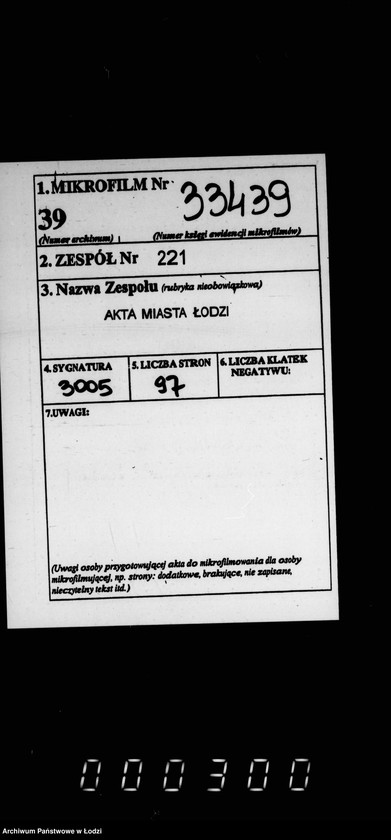 1. MIKROFILM Nr 33439
39
(Numer archiwum) (Numer księgi ewidencji mikrofilmów)
2. ZESPÓŁ Nr 221
3. Nazwa Zespołu (rubryka nieobowiązkowa)
AKTA MIASTA ŁODZI
4. SYGNATURA 5. LICZBA STRON 6. LICZBA KLATEK
NEGATYWU:
3005 97
7. UWAGI:
(Uwagi osoby przygotowującej akta do mikrofilmowania dla osoby
mikrofilmującej, np. strony: dodatkowe, brakujące, nie zapisane,
nieczytelny tekst itd.)
000300
Archiwum Państwowe w Łodzi